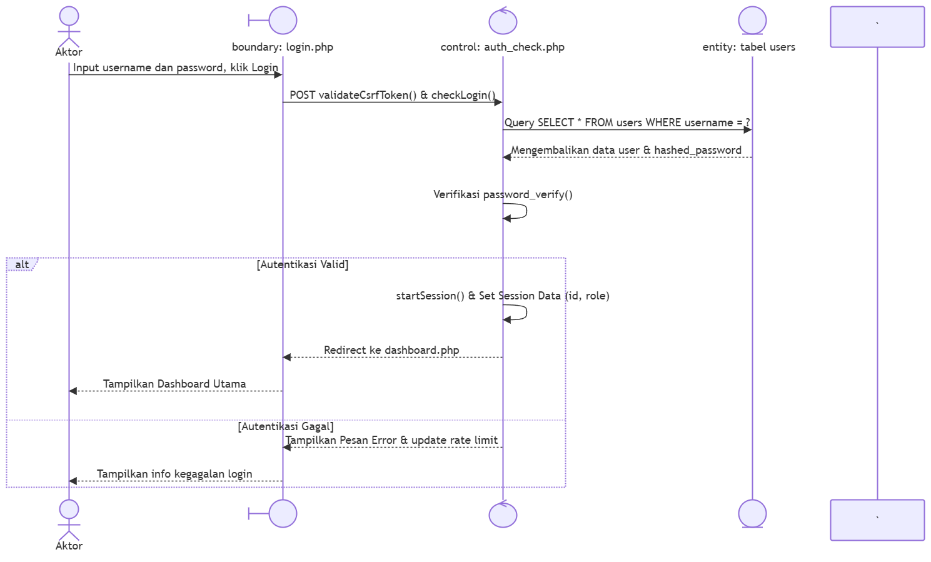 Aktor
boundary: login.php
control: auth_check.php
entity: tabel users
.
Input username dan password, klik Login
POST validateCsrfToken() & checkLogin()
Query SELECT * FROM users WHERE username = ?
Mengembalikan data user & hashed_password
Verifikasi password_verify()
alt
[Autentikasi Valid]
startSession() & Set Session Data (id, role)
Redirect ke dashboard.php
Tampilkan Dashboard Utama
[Autentikasi Gagal]
Tampilkan Pesan Error & update rate limit
Tampilkan info kegagalan login
Aktor
.